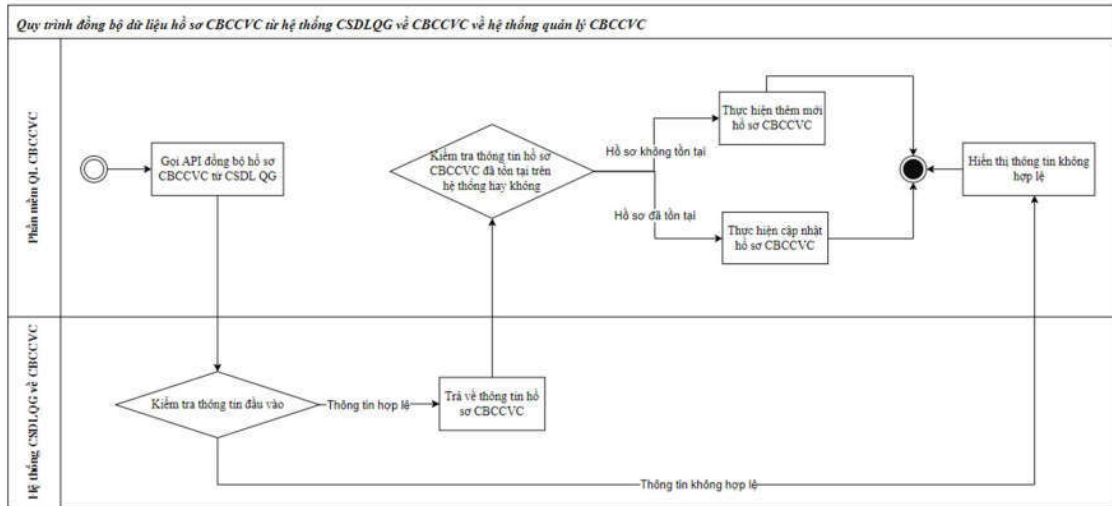 Quy trình đồng bộ dữ liệu hồ sơ CBCCVC từ hệ thống CSDLQG về CBCCVC về hệ thống quản lý CBCCVC
Phần mềm QL CBCCVC
Gọi API đồng bộ hồ sơ
CBCCVC từ CSDL QG
Kiểm tra thông tin hồ sơ
CBCCVC đã tồn tại trên
hệ thống hay không
Hồ sơ không tồn tại
Hồ sơ đã tồn tại
Thực hiện thêm mới
hồ sơ CBCCVC
Thực hiện cập nhật
hồ sơ CBCCVC
Hiển thị thông tin không
hợp lệ
Hệ thống CSDLQG về CBCCVC
Kiểm tra thông tin đầu vào
Thông tin hợp lệ
Trả về thông tin hồ
sơ CBCCVC
Thông tin không hợp lệ